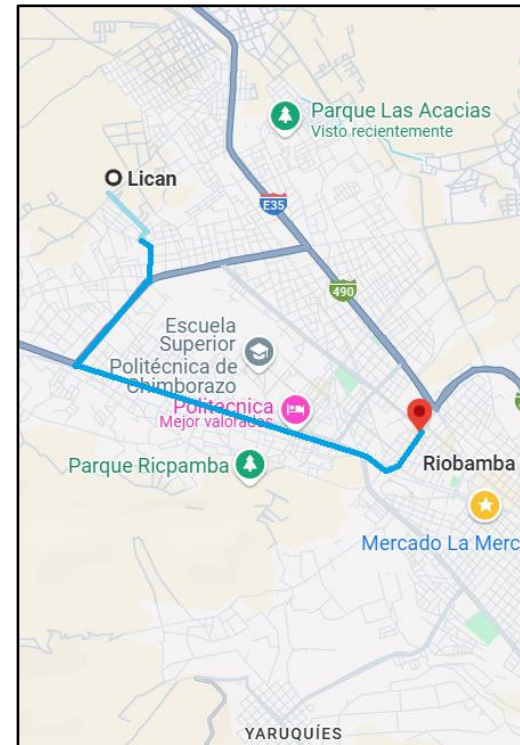 Parque Las Acacias
Visto recientemente
Lican
E35
490
Escuela
Superior
Politécnica de
Chimborazo
Politecnica
Mejor valorados
Parque Ricpamba
Riobamba
Mercado La Merc
YARUQUÍES